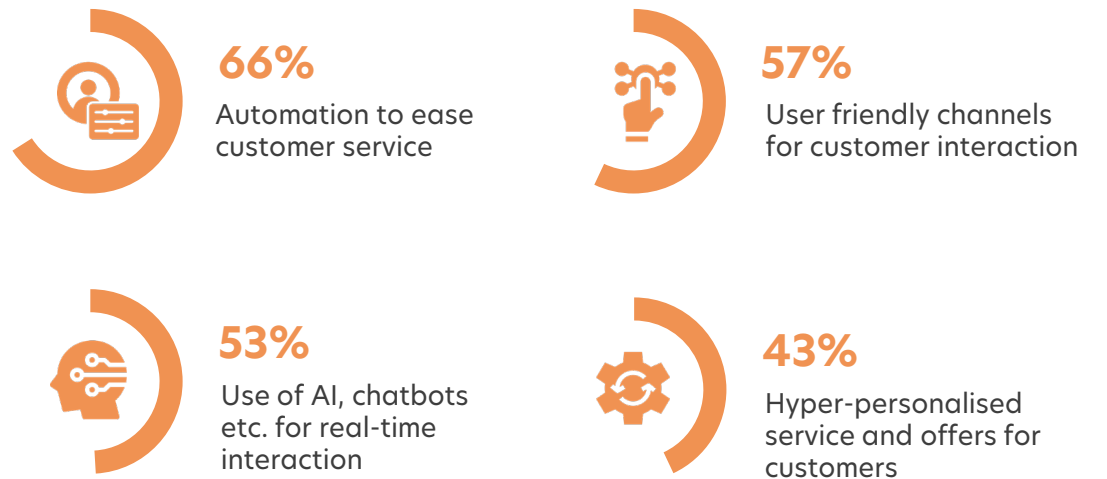 66%
Automation to ease
customer service
57%
User friendly channels
for customer interaction
53%
Use of AI, chatbots
etc. for real-time
interaction
43%
Hyper-personalised
service and offers for
customers